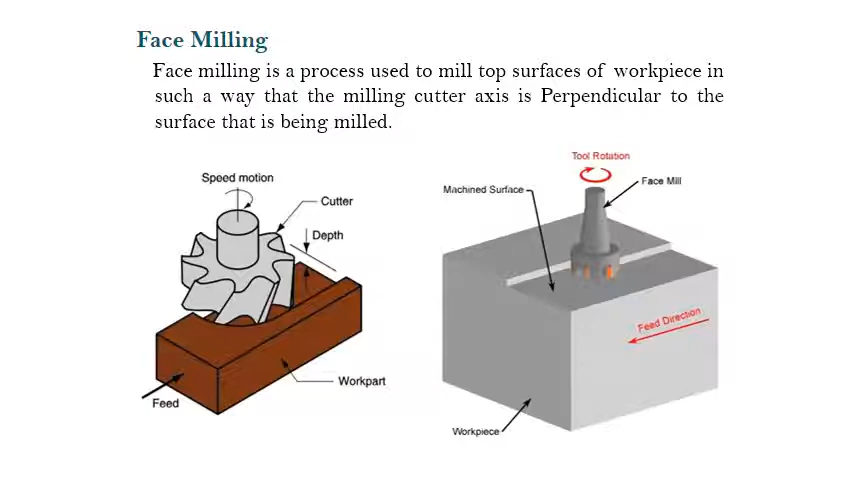 Face Milling
Face milling is a process used to mill top surfaces of workpiece in
such a way that the milling cutter axis is Perpendicular to the
surface that is being milled.
Speed motion
Cutter
Depth
Workpart
Feed
Tool Rotation
Face Mill
Machined Surface
Feed Direction
Workpiece